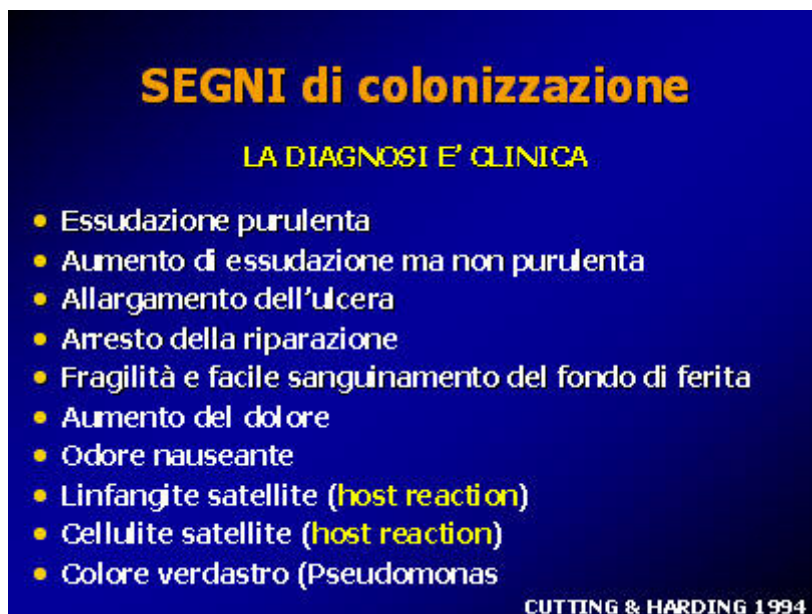 SEGNI di colonizzazione
LA DIAGNOSI E' CLINICA
• Essudazione purulenta
• Aumento di essudazione ma non purulenta
• Allargamento dell'ulcera
• Arresto della riparazione
• Fragilità e facile sanguinamento del fondo di ferita
• Aumento del dolore
• Odore nauseante
• Linfangite satellite (host reaction)
• Cellulite satellite (host reaction)
• Colore verdastro (Pseudomonas
CUTTING & HARDING 1994